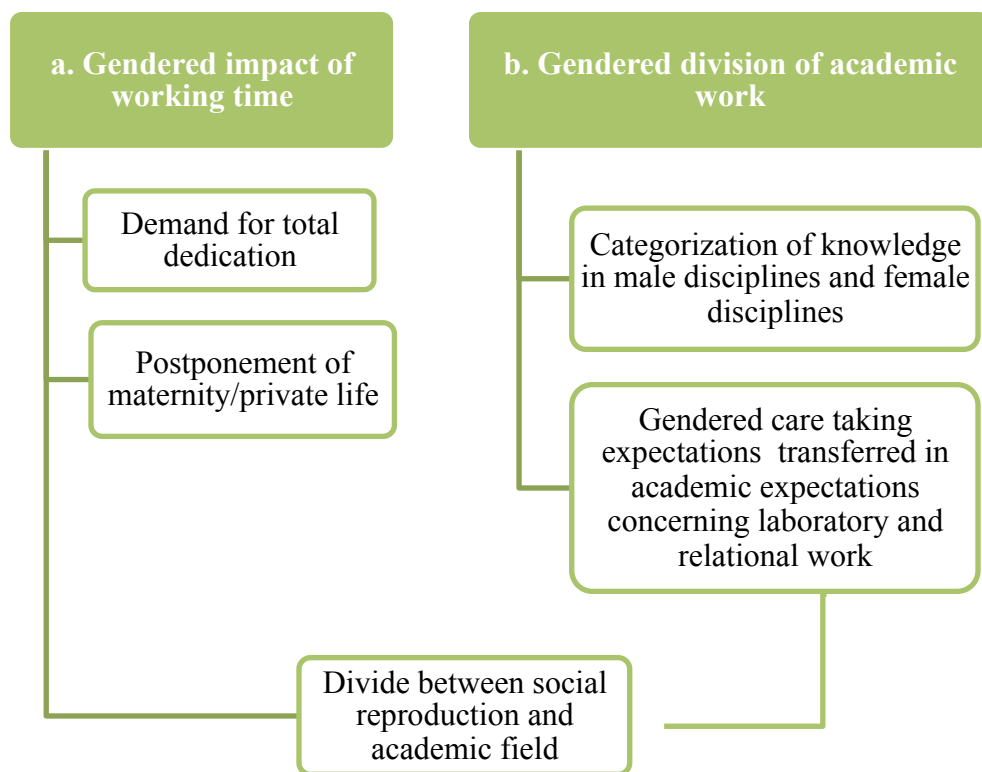 a. Gendered impact of
working time
b. Gendered division of academic
work
Demand for total
dedication
Postponement of
maternity/private life
Categorization of knowledge
in male disciplines and female
disciplines
Gendered care taking
expectations  transferred in
academic expectations
concerning laboratory and
relational work
Divide between social
reproduction and
academic field